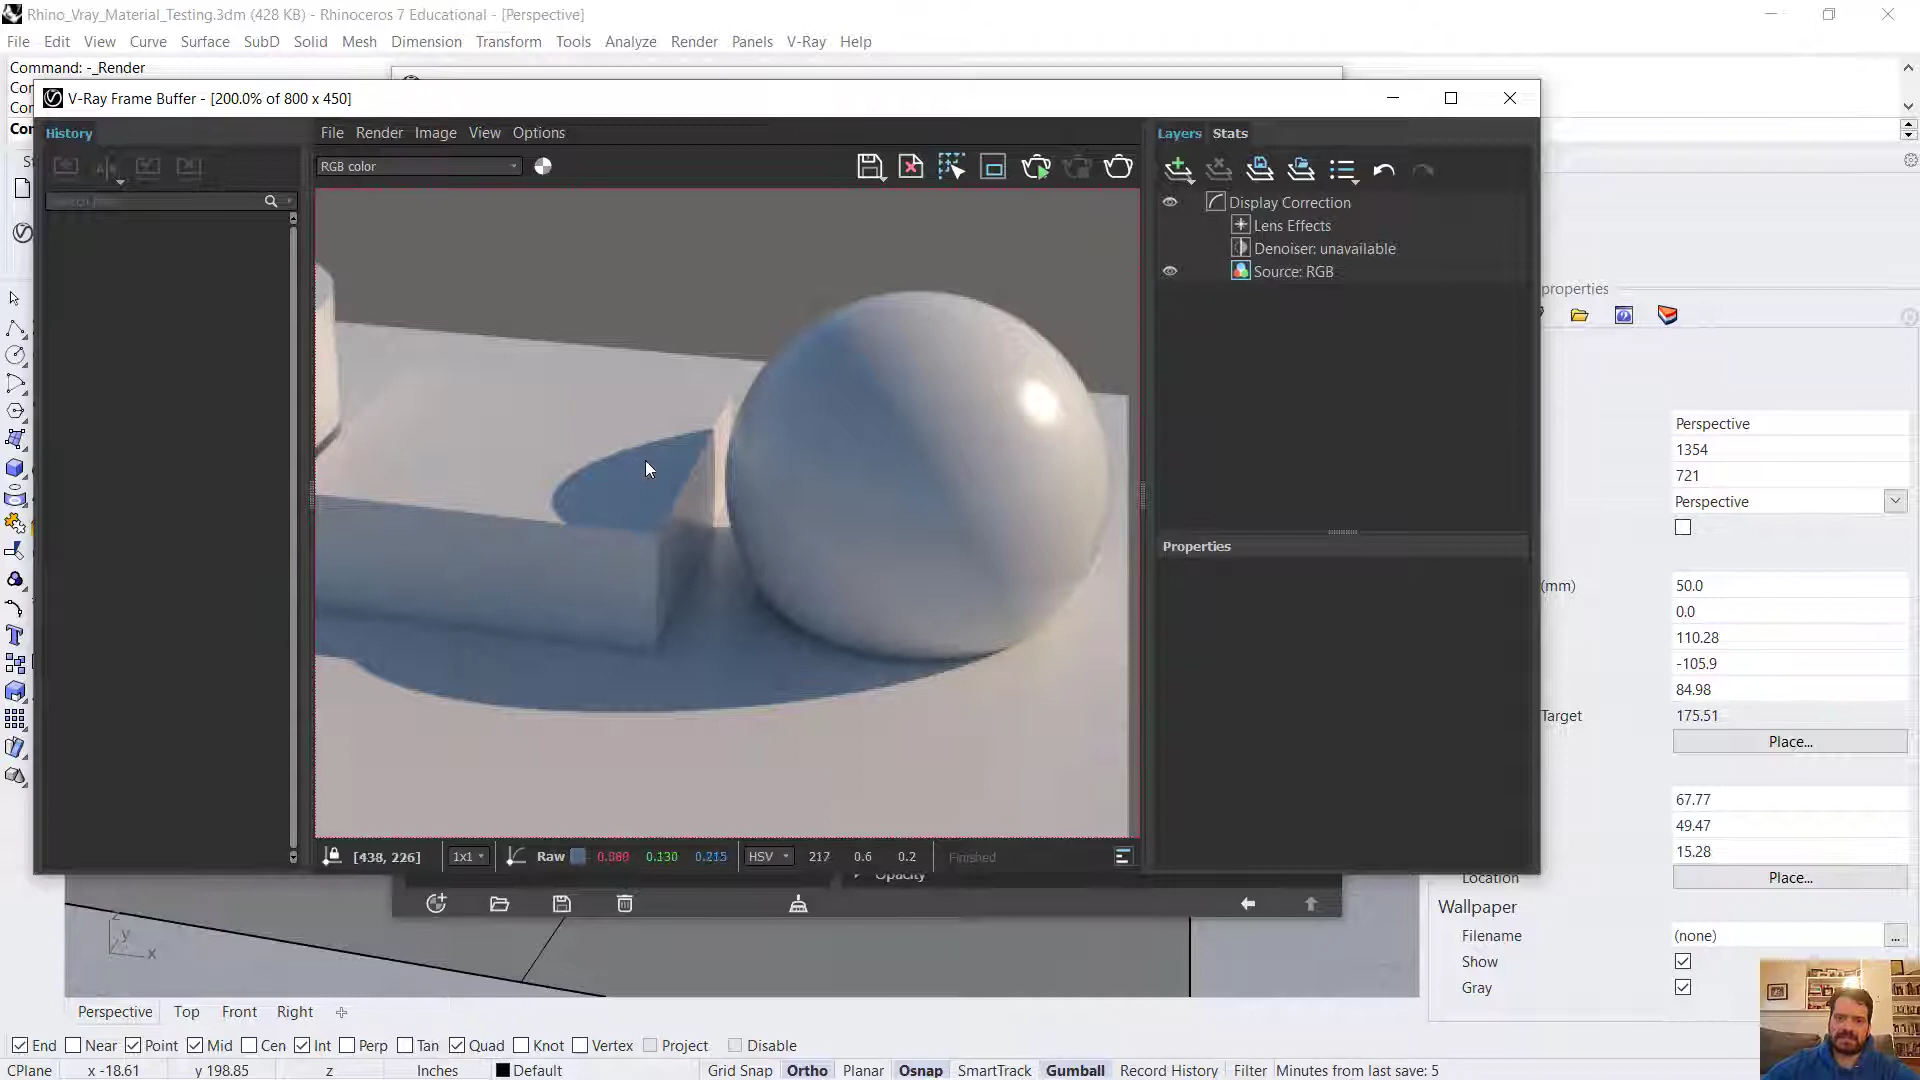 Rhino_Vray_Material_Testing.3dm (428 KB) - Rhinoceros 7 Educational - [Perspective]
File Edit View Curve Surface SubD Solid Mesh Dimension Transform Tools Analyze Render Panels V-Ray Help
Command: -_Render
V-Ray Frame Buffer - [200.0% of 800 x 450]
History
File Render Image View Options
Layers Stats
RGB color
Display Correction
Lens Effects
Denoiser: unavailable
Source: RGB
properties
Perspective
1354
721
Perspective
Properties
(mm) 50.0
0.0
110.28
-105.9
84.98
Target 175.51
Place...
67.77
49.47
15.28
[438, 226] 1x1 Raw 0.080 0.130 0.215 HSV 217 0.6 0.2 Finished
Opacity
Location Place...
Wallpaper
Filename (none) ...
Show
Gray
z
y
x
Perspective Top Front Right
End Near Point Mid Cen Int Perp Tan Quad Knot Vertex Project Disable
CPlane x -18.61 y 198.85 z Inches Default Grid Snap Ortho Planar Osnap SmartTrack Gumball Record History Filter Minutes from last save: 5